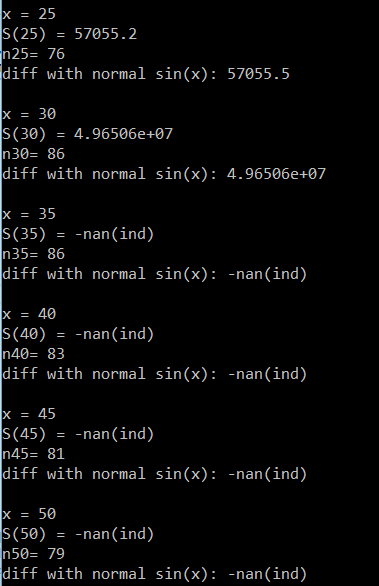 x = 25
S(25) = 57055.2
n25= 76
diff with normal sin(x): 57055.5
x = 30
S(30) = 4.96506e+07
n30= 86
diff with normal sin(x): 4.96506e+07
x = 35
S(35) = -nan(ind)
n35= 86
diff with normal sin(x): -nan(ind)
x = 40
S(40) = -nan(ind)
n40= 83
diff with normal sin(x): -nan(ind)
x = 45
S(45) = -nan(ind)
n45= 81
diff with normal sin(x): -nan(ind)
x = 50
S(50) = -nan(ind)
n50= 79
diff with normal sin(x): -nan(ind)